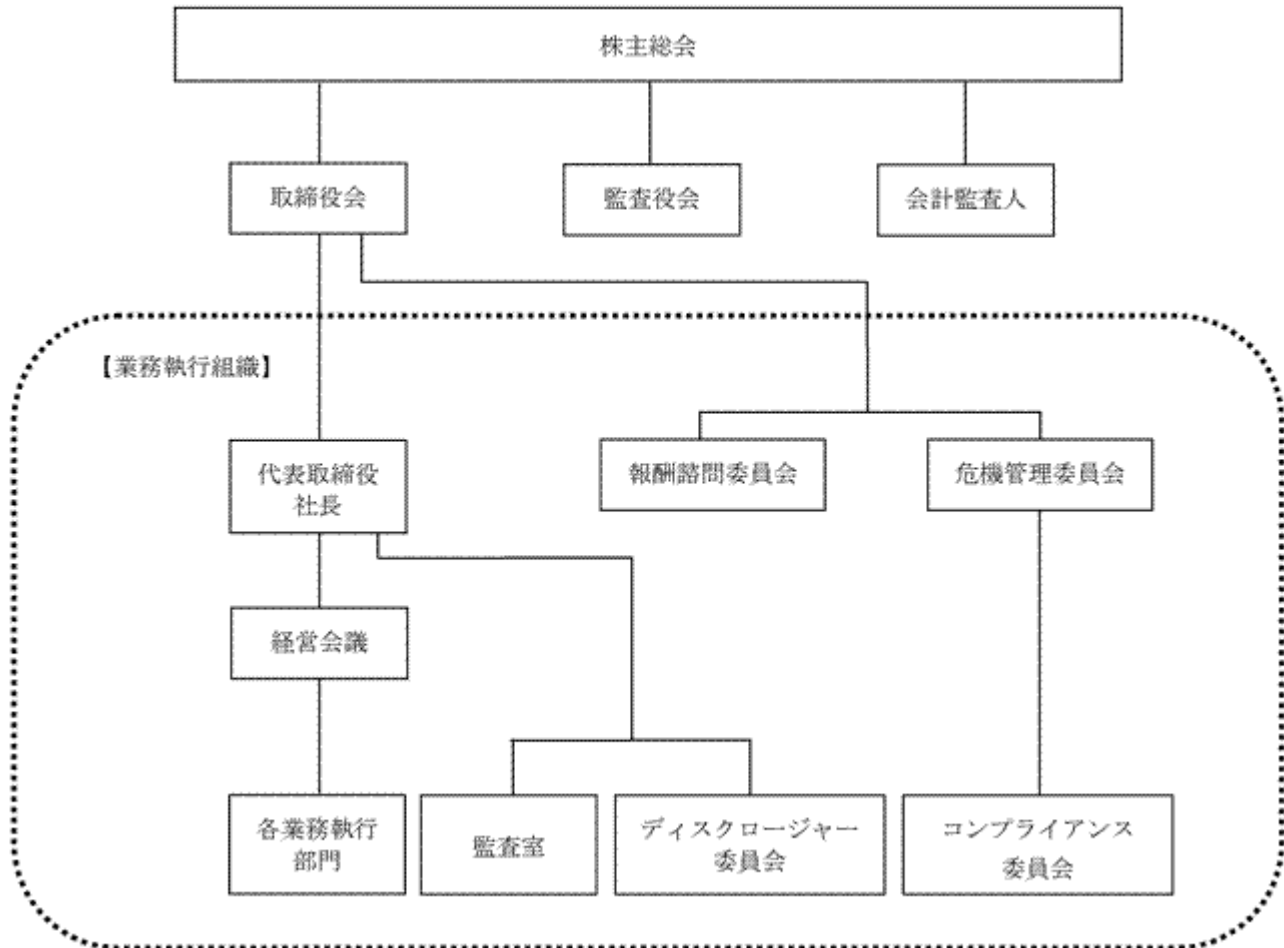 株主総会
取締役会
監査役会
会計監査人
【業務執行組織】
代表取締役
社長
報酬諮問委員会
危機管理委員会
経営会議
各業務執行
部門
監査室
ディスクロージャー
委員会
コンプライアンス
委員会